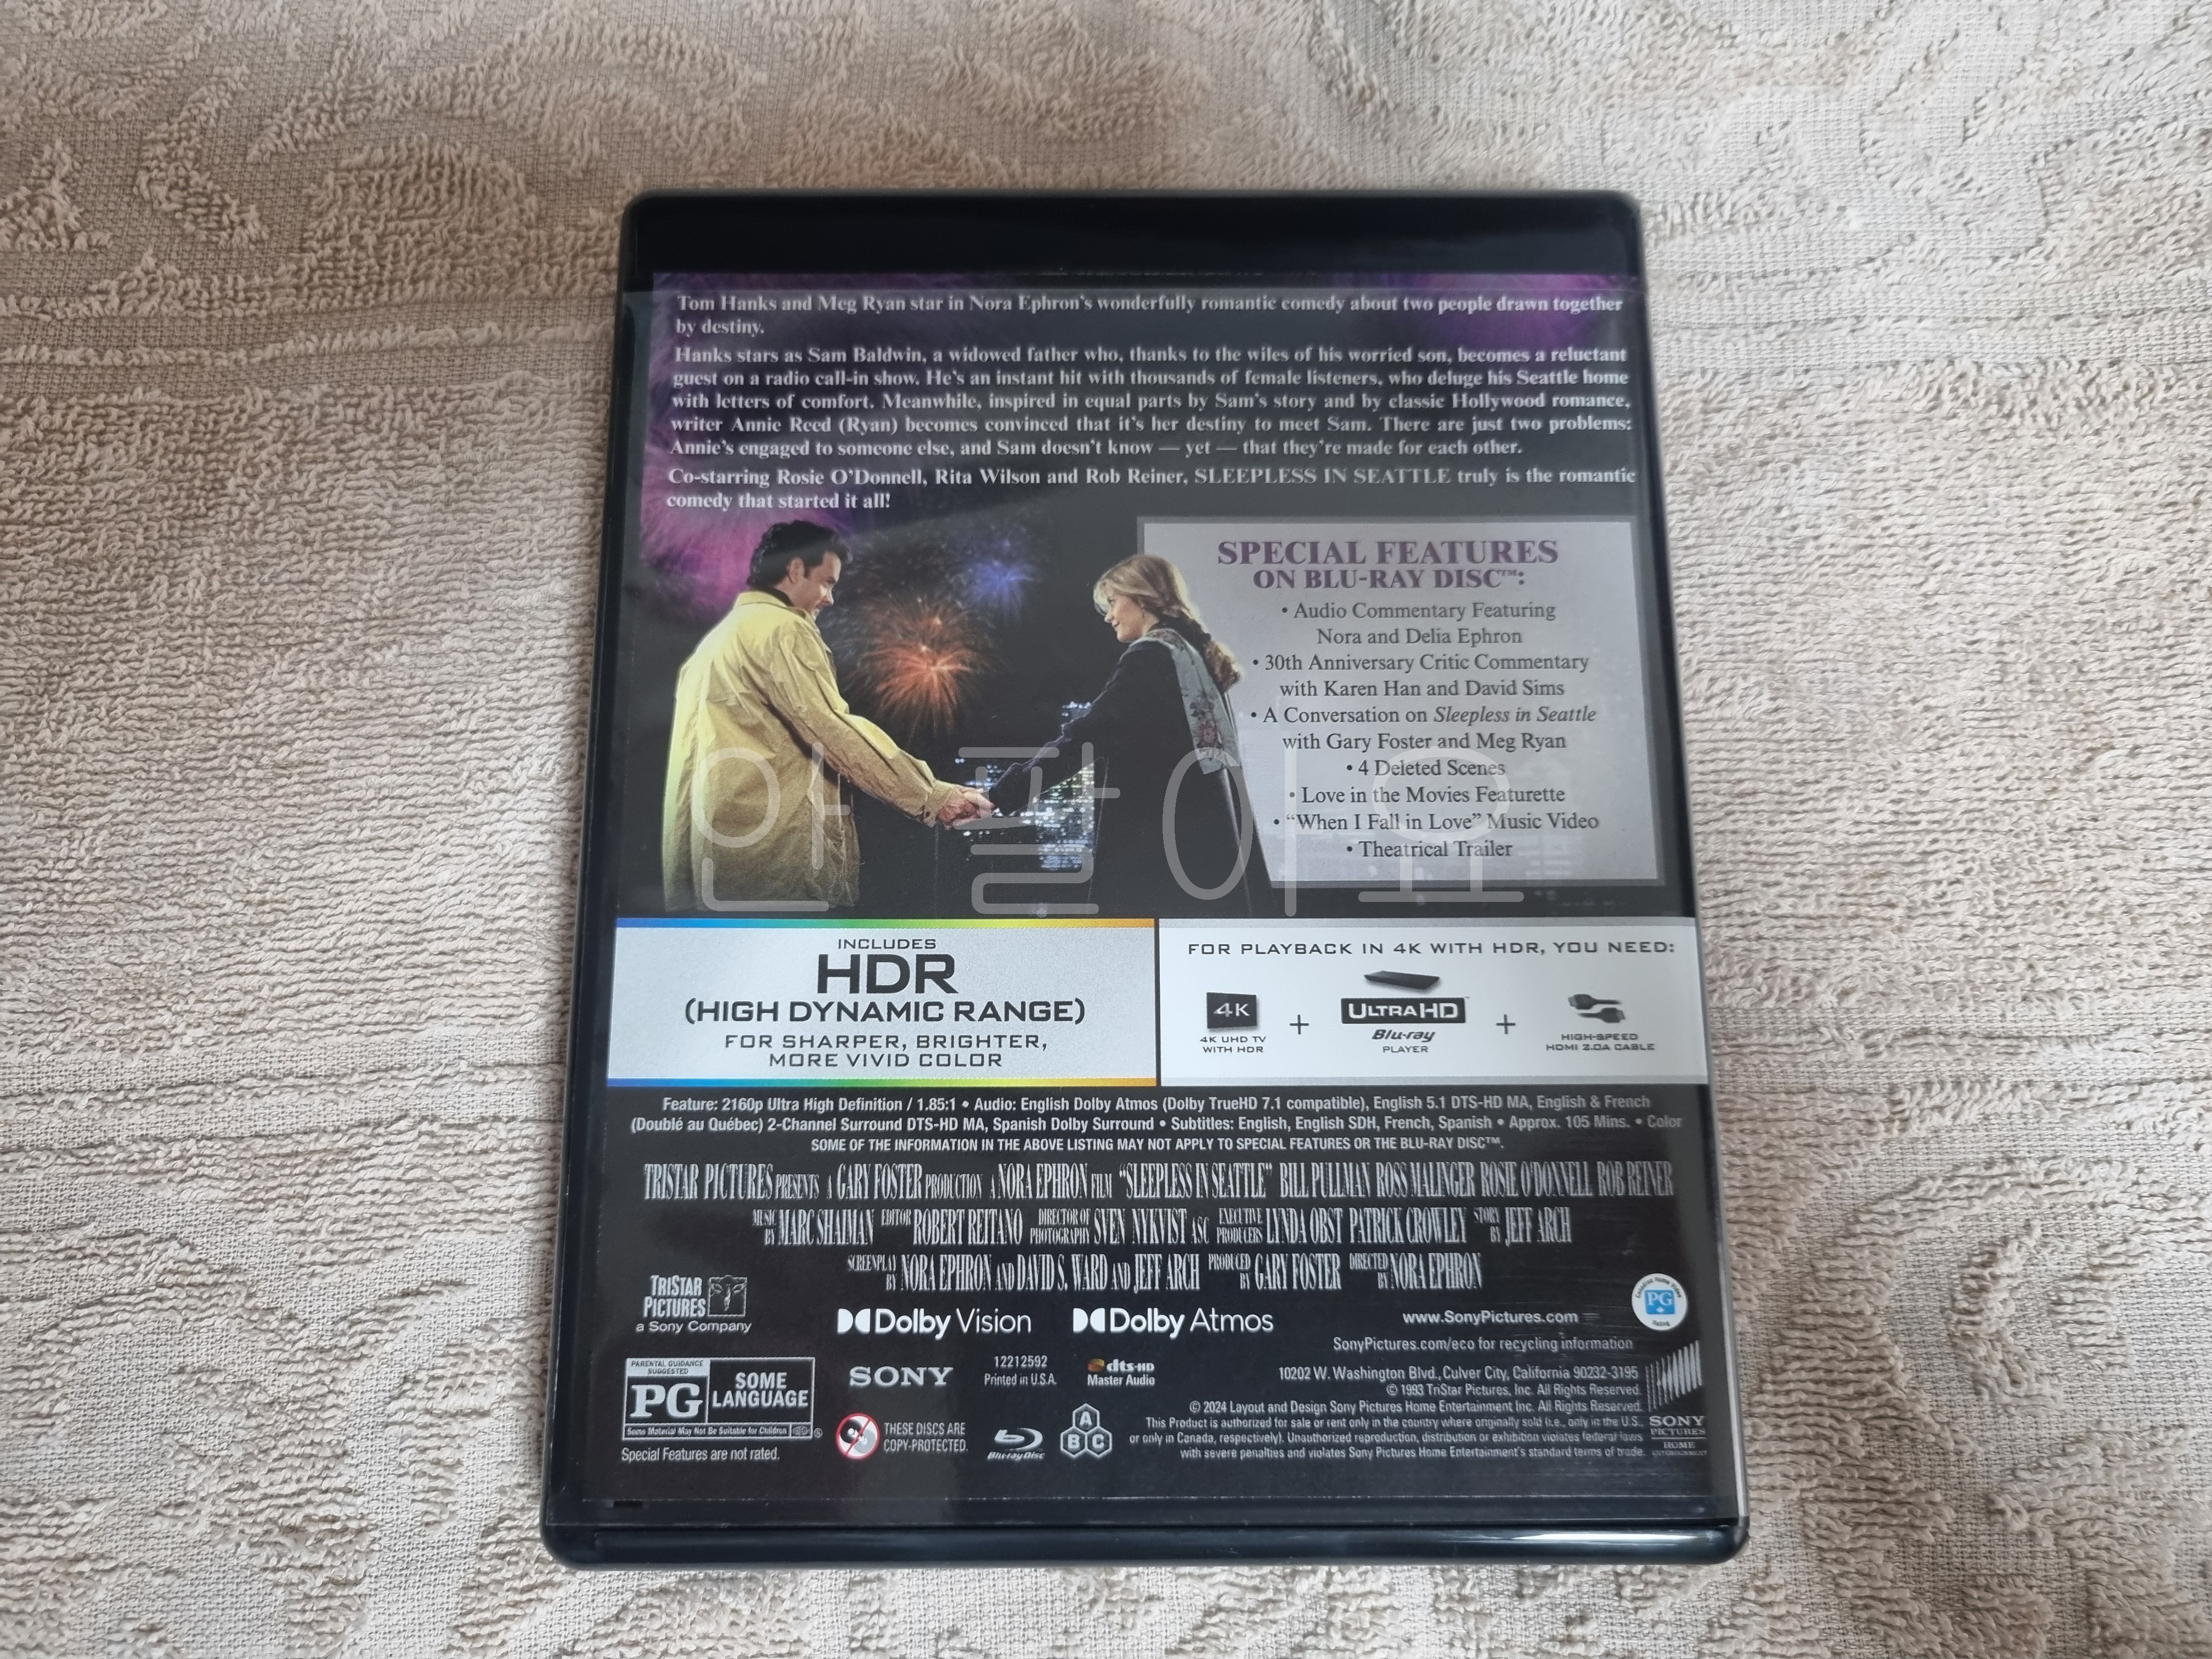 Tom Hanks and Meg Ryan star in Nora Ephron's wonderfully romantic comedy about two people drawn together
by destiny.
Hanks stars as Sam Baldwin, a widowed father who, thanks to the wiles of his worried son, becomes a reluctant
guest on a radio call-in show. He's an instant hit with thousands of female listeners, who deluge his Seattle home
with letters of comfort. Meanwhile, inspired in equal parts by Sam's story and by classic Hollywood romance,
writer Annie Reed (Ryan) becomes convinced that it's her destiny to meet Sam. There are just two problems:
Annie's engaged to someone else, and Sam doesn't know — yet — that they're made for each other.
Co-starring Rosie O'Donnell, Rita Wilson and Rob Reiner, SLEEPLESS IN SEATTLE truly is the romantic
comedy that started it all!
SPECIAL FEATURES
ON BLU-RAY DISC™:
• Audio Commentary Featuring
Nora and Delia Ephron
• 30th Anniversary Critic Commentary
with Karen Han and David Sims
• A Conversation on Sleepless in Seattle
with Gary Foster and Meg Ryan
• 4 Deleted Scenes
• Love in the Movies Featurette
• "When I Fall in Love" Music Video
• Theatrical Trailer
안팔아요
INCLUDES
HDR
(HIGH DYNAMIC RANGE)
FOR SHARPER, BRIGHTER,
MORE VIVID COLOR
FOR PLAYBACK IN 4K WITH HDR, YOU NEED:
4K
4K UHD TV
WITH HDR
+
ULTRA HD
Blu-ray
PLAYER
+
HIGH-SPEED
HDMI 2.0A CABLE
Feature: 2160p Ultra High Definition / 1.85:1 • Audio: English Dolby Atmos (Dolby TrueHD 7.1 compatible), English 5.1 DTS-HD MA, English & French
(Doublé au Québec) 2-Channel Surround DTS-HD MA, Spanish Dolby Surround • Subtitles: English, English SDH, French, Spanish • Approx. 105 Mins. • Color
SOME OF THE INFORMATION IN THE ABOVE LISTING MAY NOT APPLY TO SPECIAL FEATURES OR THE BLU-RAY DISC™.
TRISTAR PICTURES PRESENTS A GARY FOSTER PRODUCTION A NORA EPHRON FILM "SLEEPLESS IN SEATTLE" BILL PULLMAN ROSS MALINGER ROSIE O'DONNELL ROB REINER
MUSIC BY MARC SHAIMAN EDITOR ROBERT REITANO DIRECTOR OF PHOTOGRAPHY SVEN NYKVIST ASC EXECUTIVE PRODUCERS LYNDA OBST PATRICK CROWLEY STORY BY JEFF ARCH
SCREENPLAY BY NORA EPHRON AND DAVID S. WARD AND JEFF ARCH PRODUCED BY GARY FOSTER DIRECTED BY NORA EPHRON
TRISTAR
PICTURES
a Sony Company
Dolby Vision
Dolby Atmos
www.SonyPictures.com
SonyPictures.com/eco for recycling information
PG
PARENTAL GUIDANCE
SUGGESTED
PG
SOME
LANGUAGE
Some Material May Not Be Suitable for Children
Special Features are not rated.
SONY
12212592
Printed in U.S.A.
dts-HD
Master Audio
THESE DISCS ARE
COPY-PROTECTED.
Blu-ray Disc
A
B C
10202 W. Washington Blvd., Culver City, California 90232-3195
© 1993 TriStar Pictures, Inc. All Rights Reserved.
© 2024 Layout and Design Sony Pictures Home Entertainment Inc. All Rights Reserved.
This Product is authorized for sale or rent only in the country where originally sold (i.e., only in the U.S.,
or only in Canada, respectively). Unauthorized reproduction, distribution or exhibition violates federal laws
with severe penalties and violates Sony Pictures Home Entertainment's standard terms of trade.
SONY
PICTURES
HOME
ENTERTAINMENT